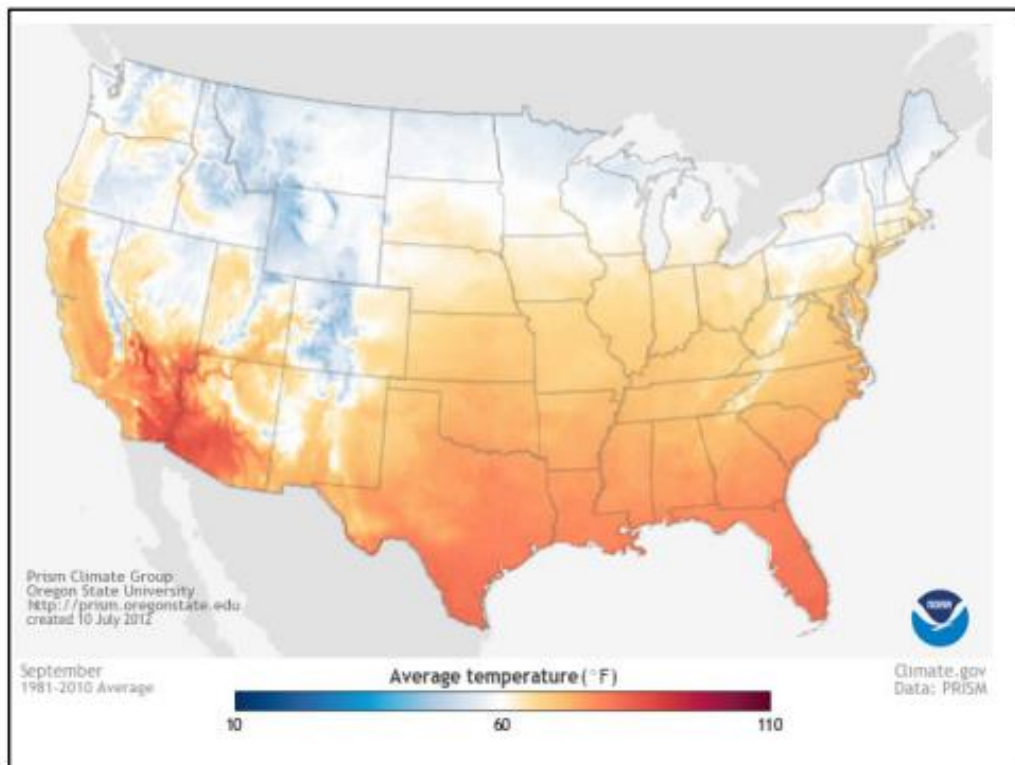 Prism Climate Group
Oregon State University
http://prism.oregonstate.edu
created 10 July 2012
NOAA
September
1981-2010 Average
Average temperature (°F)
10
60
110
Climate.gov
Data: PRISM